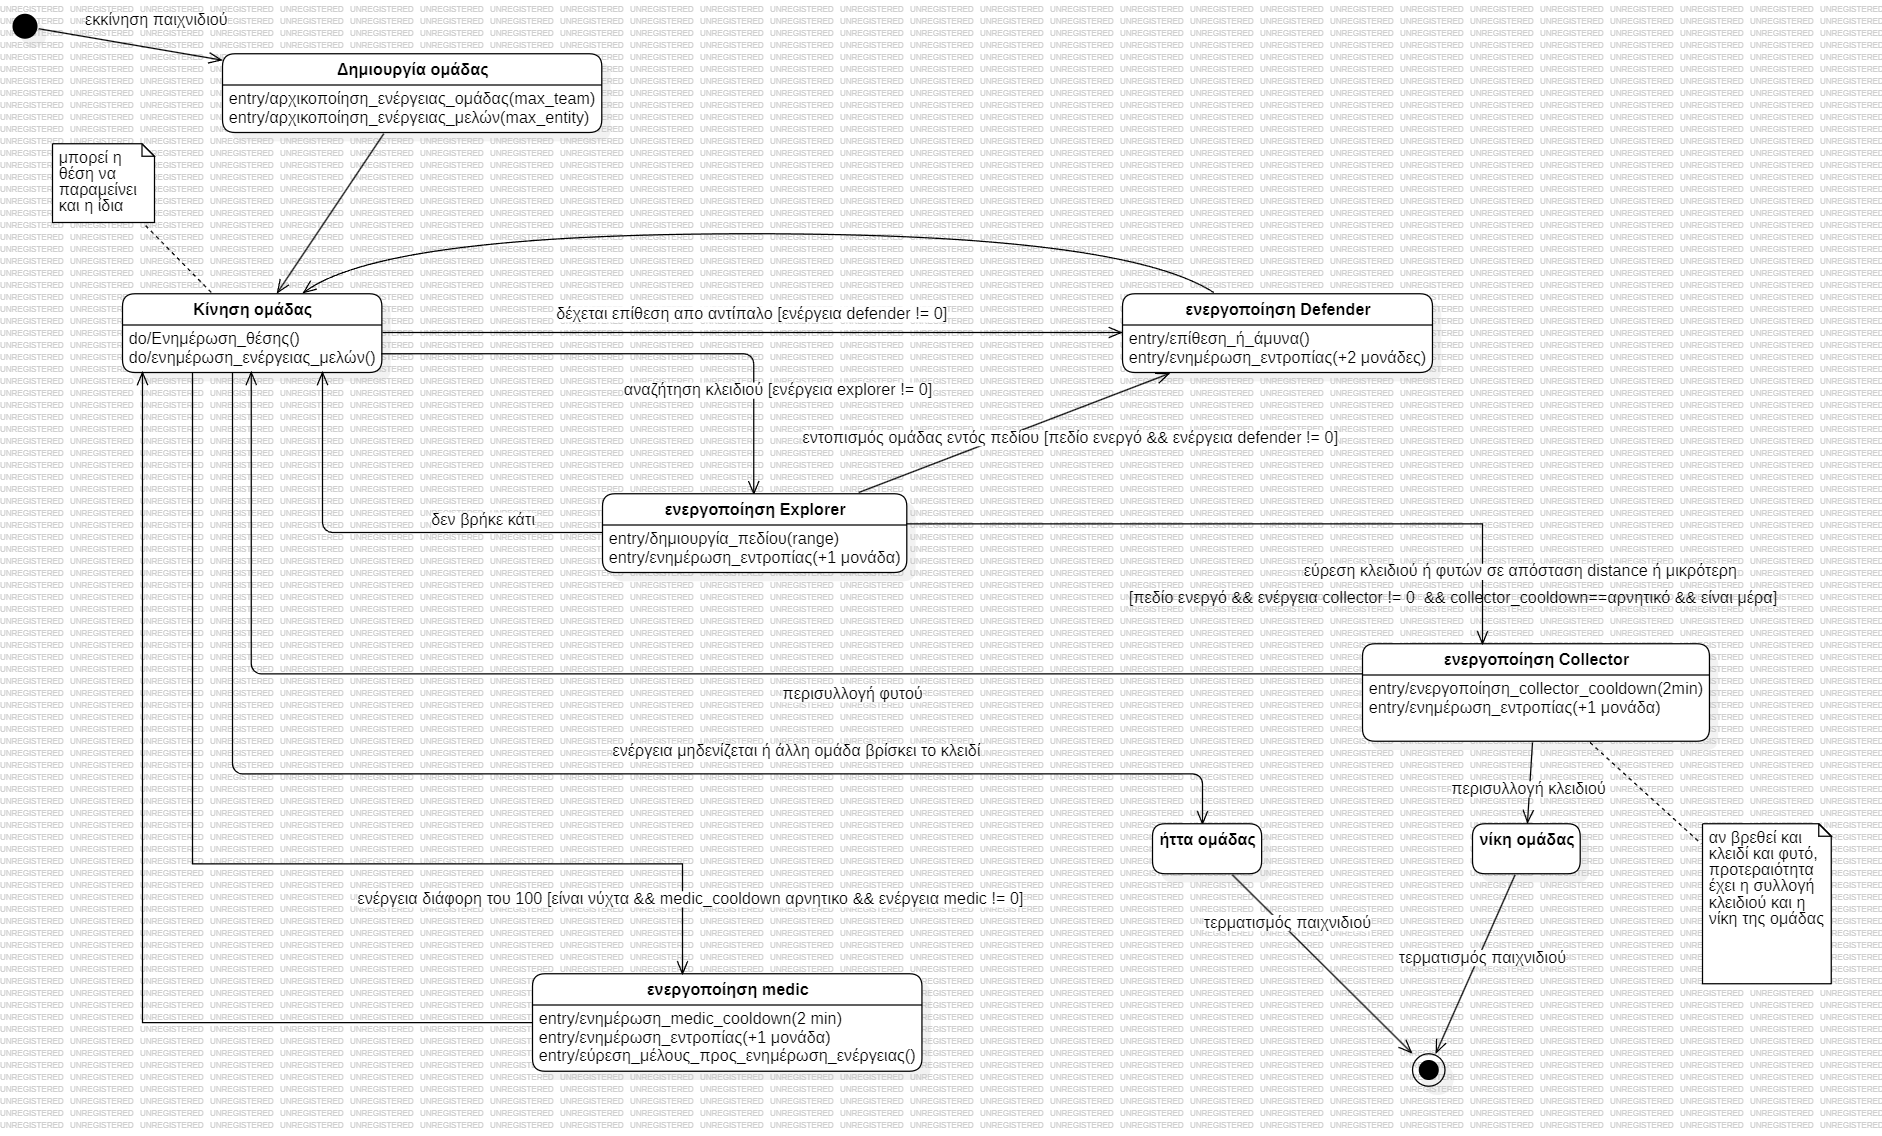 εκκίνηση παιχνιδιού
Δημιουργία ομάδας
entry/αρχικοποίηση_ενέργειας_ομάδας(max_team)
entry/αρχικοποίηση_ενέργειας_μελών(max_entity)
μπορεί η
θέση να
παραμείνει
και η ίδια
Κίνηση ομάδας
do/Ενημέρωση_θέσης()
do/ενημέρωση_ενέργειας_μελών()
δέχεται επίθεση απο αντίπαλο [ενέργεια defender != 0]
ενεργοποίηση Defender
entry/επίθεση_ή_άμυνα()
entry/ενημέρωση_εντροπίας(+2 μονάδες)
αναζήτηση κλειδιού [ενέργεια explorer != 0]
εντοπισμός ομάδας εντός πεδίου [πεδίο ενεργό && ενέργεια defender != 0]
ενεργοποίηση Explorer
entry/δημιουργία_πεδίου(range)
entry/ενημέρωση_εντροπίας(+1 μονάδα)
δεν βρήκε κάτι
εύρεση κλειδιού ή φυτών σε απόσταση distance ή μικρότερη
[πεδίο ενεργό && ενέργεια collector != 0  && collector_cooldown==αρνητικό && είναι μέρα]
ενεργοποίηση Collector
entry/ενεργοποίηση_collector_cooldown(2min)
entry/ενημέρωση_εντροπίας(+1 μονάδα)
περισυλλογή φυτού
ενέργεια μηδενίζεται ή άλλη ομάδα βρίσκει το κλειδί
περισυλλογή κλειδιού
ήττα ομάδας
νίκη ομάδας
αν βρεθεί και
κλειδί και φυτό,
προτεραιότητα
έχει η συλλογή
κλειδιού και η
νίκη της ομάδας
ενέργεια διάφορη του 100 [είναι νύχτα && medic_cooldown αρνητικο && ενέργεια medic != 0]
τερματισμός παιχνιδιού
τερματισμός παιχνιδιού
ενεργοποίηση medic
entry/ενημέρωση_medic_cooldown(2 min)
entry/ενημέρωση_εντροπίας(+1 μονάδα)
entry/εύρεση_μέλους_προς_ενημέρωση_ενέργειας()
UNREGISTERED